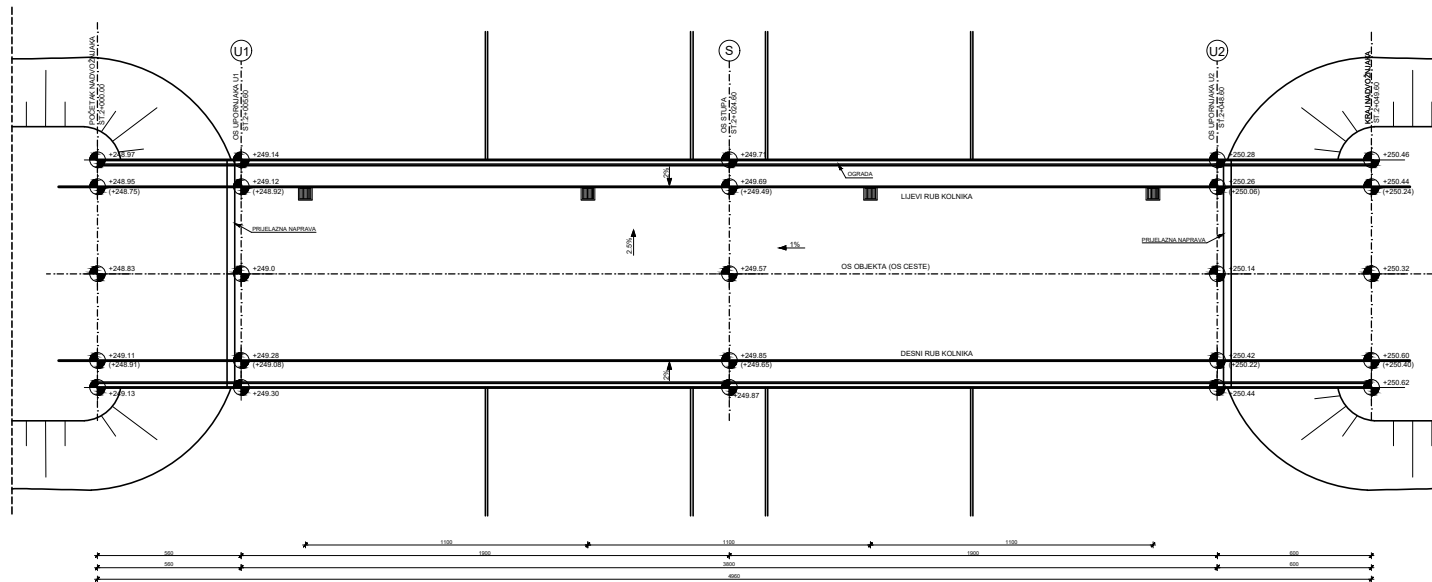 U1
S
U2
POČETAK NADVOŽNJAKA
ST.2+000.00
OS UPORNJAKA U1
ST.2+005.60
OS STUPA
ST.2+024.60
OS UPORNJAKA U2
KRAJ NADVOŽNJAKA
ST.2+049.60
+248.97
+249.14
+249.71
+250.28
+250.46
OGRADA
2%
+248.95
(+248.75)
+249.12
(+248.92)
+249.69
(+249.49)
+250.26
(+250.06)
+250.44
(+250.24)
LIJEVI RUB KOLNIKA
PRIJELAZNA NAPRAVA
2.5%
1%
PRIJELAZNA NAPRAVA
+248.83
+249.0
+249.57
OS OBJEKTA (OS CESTE)
+250.14
+250.32
+249.11
(+248.91)
+249.28
(+249.08)
+249.85
(+249.65)
DESNI RUB KOLNIKA
+250.42
(+250.22)
+250.60
(+250.40)
2%
+249.13
+249.30
+249.87
+250.44
+250.62
1100
1100
1100
560
1900
1900
600
560
3800
600
4960